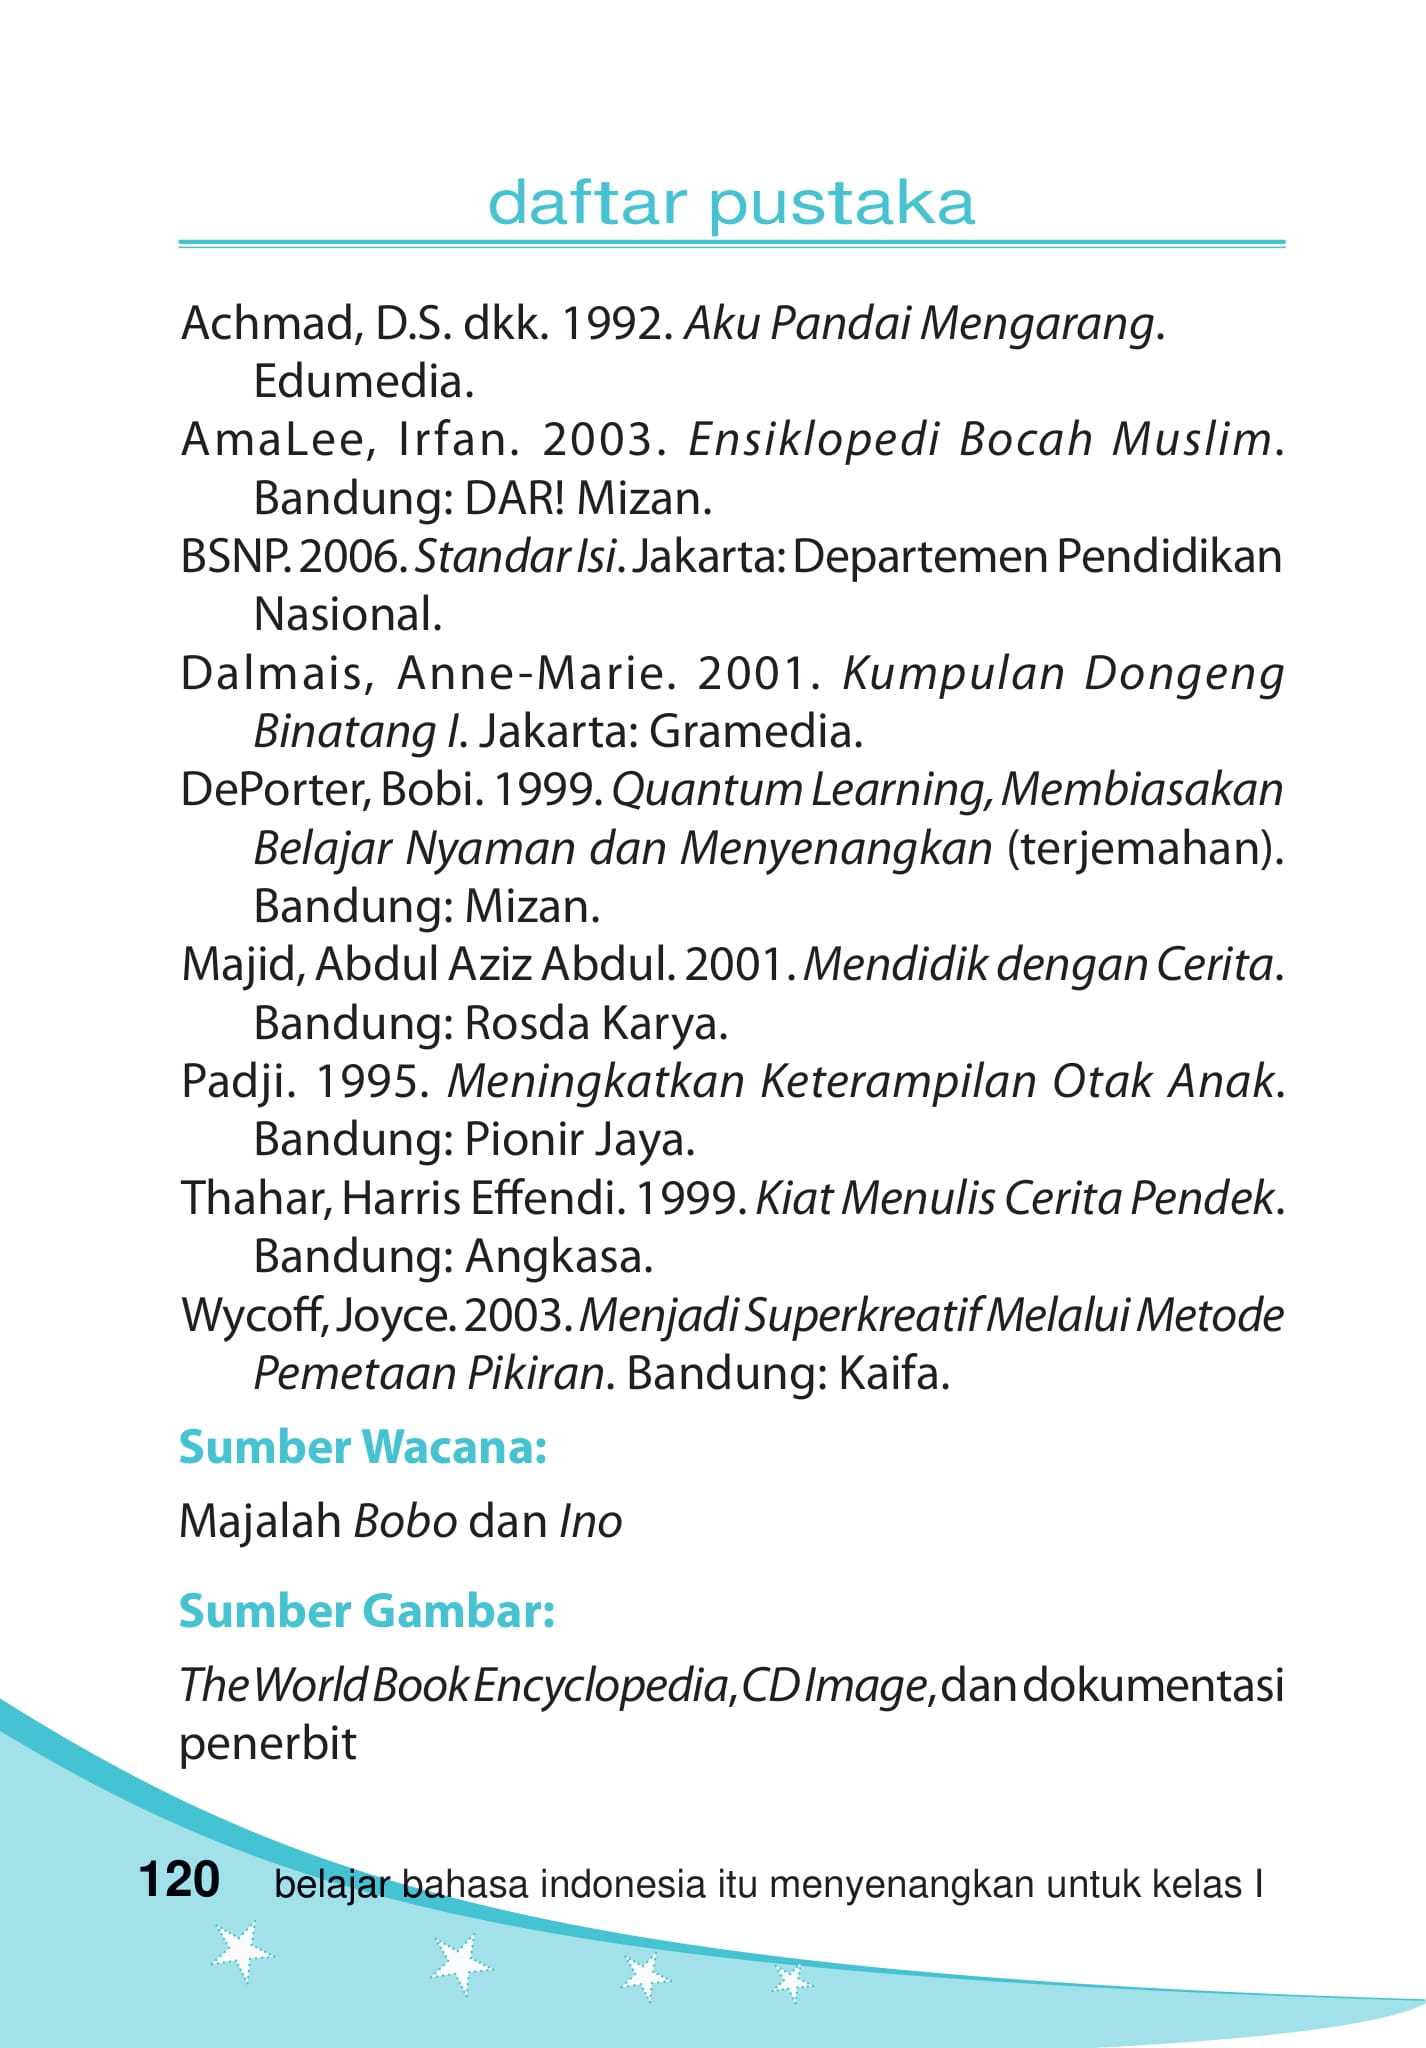 daftar pustaka
Achmad, D.S. dkk. 1992. Aku Pandai Mengarang.
Edumedia.
AmaLee, Irfan. 2003. Ensiklopedi Bocah Muslim.
Bandung: DAR! Mizan.
BSNP. 2006. Standar Isi. Jakarta: Departemen Pendidikan
Nasional.
Dalmais, Anne-Marie. 2001. Kumpulan Dongeng
Binatang I. Jakarta: Gramedia.
DePorter, Bobi. 1999. Quantum Learning, Membiasakan
Belajar Nyaman dan Menyenangkan (terjemahan).
Bandung: Mizan.
Majid, Abdul Aziz Abdul. 2001. Mendidik dengan Cerita.
Bandung: Rosda Karya.
Padji. 1995. Meningkatkan Keterampilan Otak Anak.
Bandung: Pionir Jaya.
Thahar, Harris Effendi. 1999. Kiat Menulis Cerita Pendek.
Bandung: Angkasa.
Wycoff, Joyce. 2003. Menjadi Superkreatif Melalui Metode
Pemetaan Pikiran. Bandung: Kaifa.
Sumber Wacana:
Majalah Bobo dan Ino
Sumber Gambar:
The World Book Encyclopedia, CD Image, dan dokumentasi
penerbit
120 belajar bahasa indonesia itu menyenangkan untuk kelas I